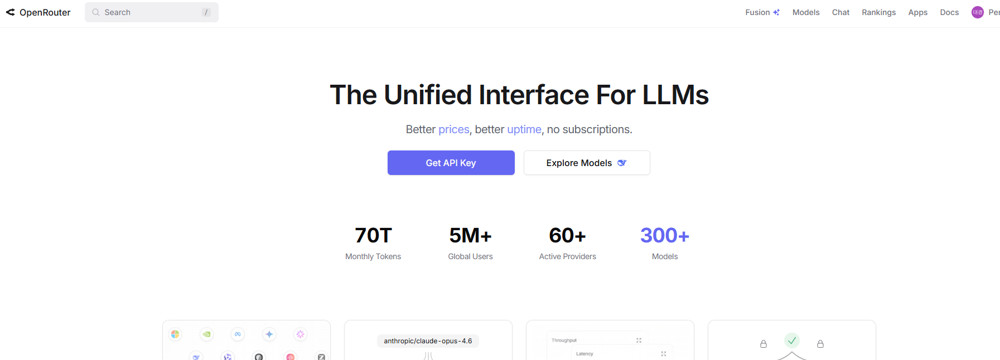 OpenRouter
Search
/
Fusion
Models
Chat
Rankings
Apps
Docs
대경
Per
The Unified Interface For LLMs
Better prices, better uptime, no subscriptions.
Get API Key
Explore Models
70T
5M+
60+
300+
Monthly Tokens
Global Users
Active Providers
Models
anthropic/claude-opus-4.6
Throughput
Latency